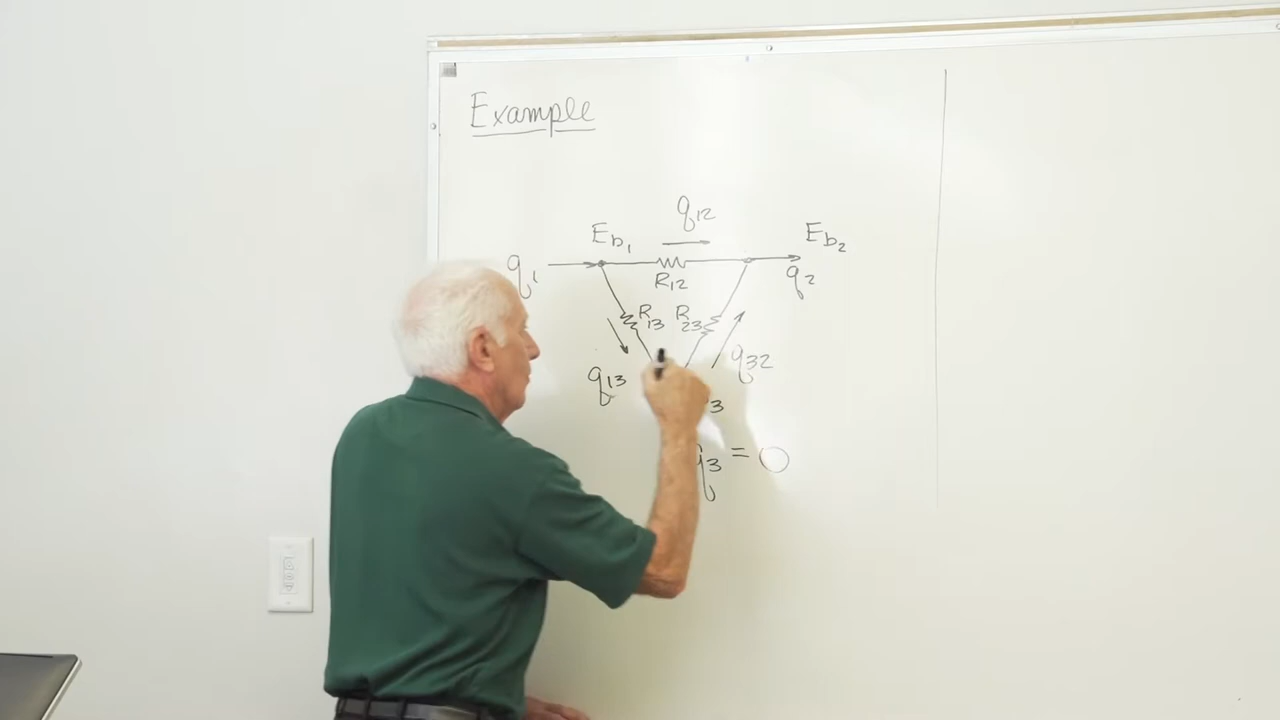 Example
q12
Eb1
Eb2
q1
R12
q2
R13
R23
q13
q32
3
q3 = 0